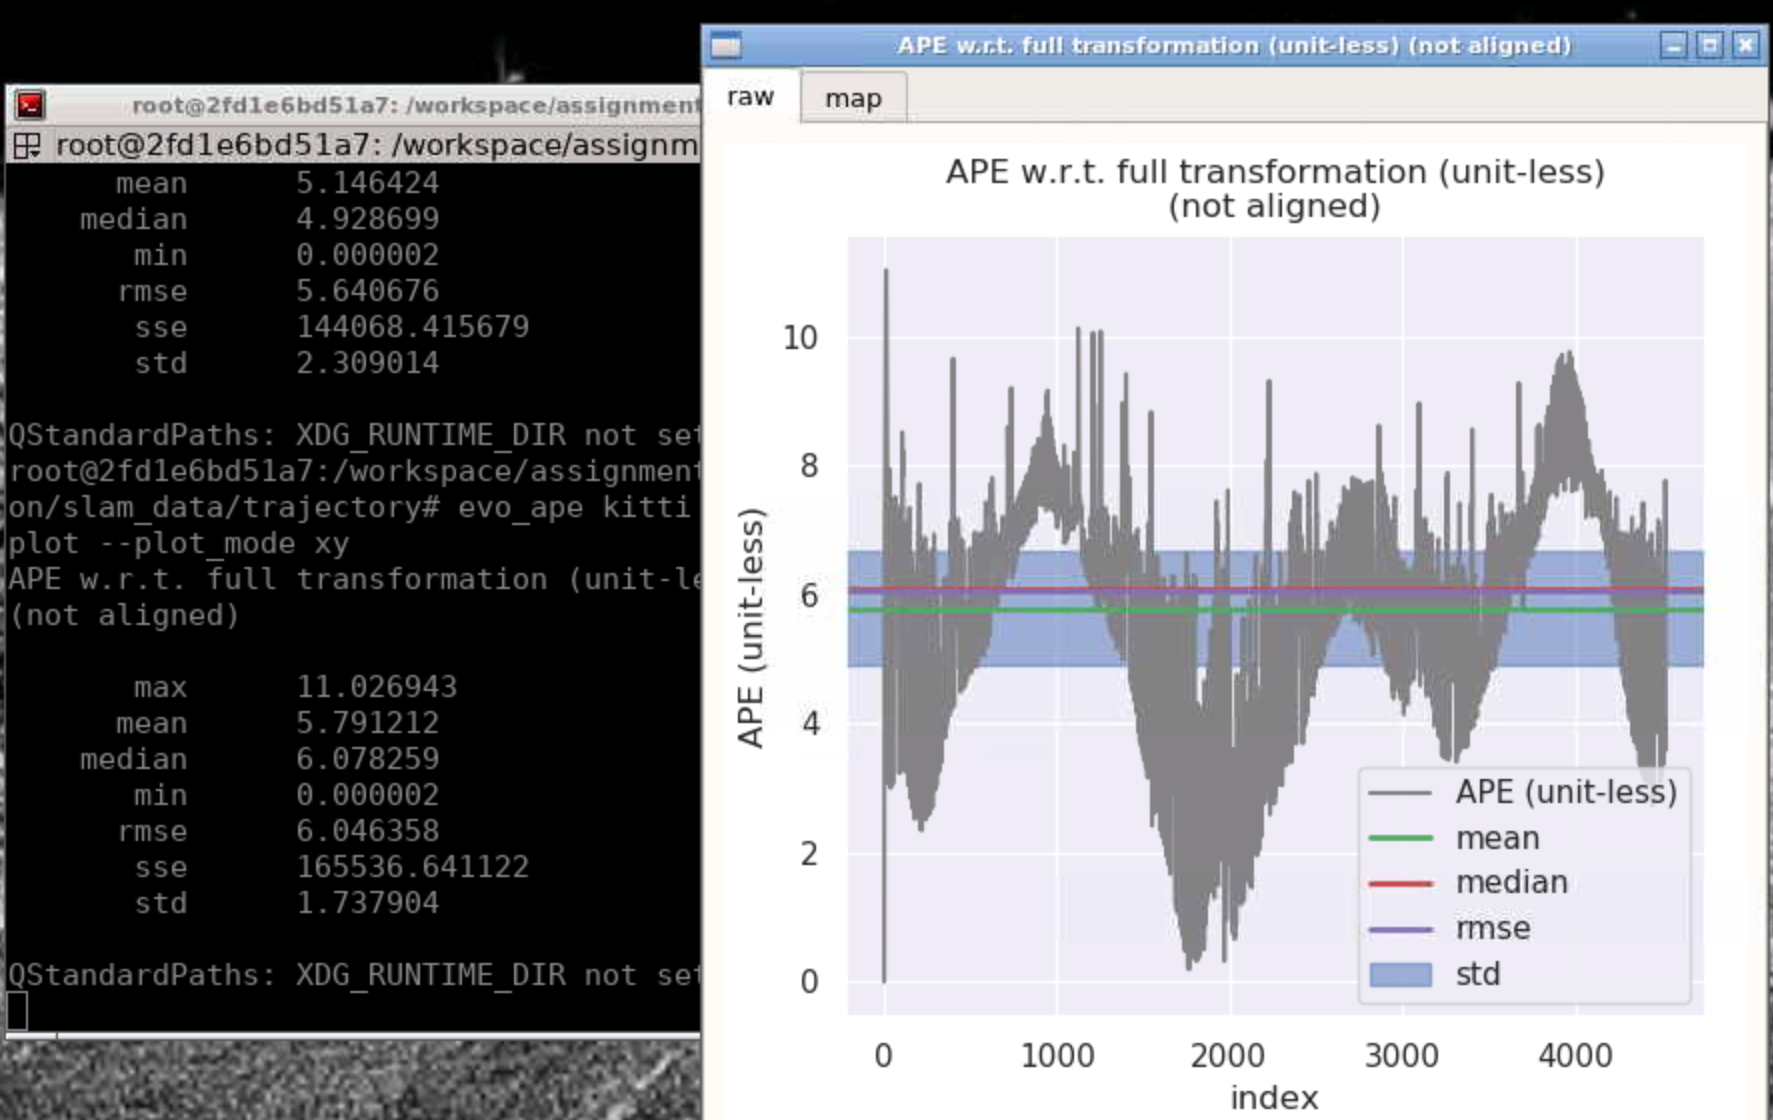 root@2fd1e6bd51a7: /workspace/assignment
root@2fd1e6bd51a7: /workspace/assignm
mean 5.146424
median 4.928699
min 0.000002
rmse 5.640676
sse 144068.415679
std 2.309014
QStandardPaths: XDG_RUNTIME_DIR not set
root@2fd1e6bd51a7:/workspace/assignment
on/slam_data/trajectory# evo_ape kitti
plot --plot_mode xy
APE w.r.t. full transformation (unit-le
(not aligned)
max 11.026943
mean 5.791212
median 6.078259
min 0.000002
rmse 6.046358
sse 165536.641122
std 1.737904
QStandardPaths: XDG_RUNTIME_DIR not set
APE w.r.t. full transformation (unit-less) (not aligned)
raw map
APE w.r.t. full transformation (unit-less)
(not aligned)
APE (unit-less)
10
8
6
4
2
0
APE (unit-less)
mean
median
rmse
std
0 1000 2000 3000 4000
index